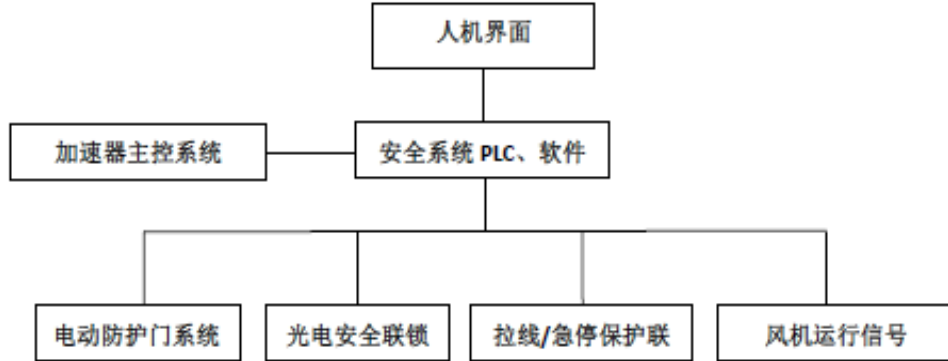 人机界面
加速器主控系统
安全系统 PLC、软件
电动防护门系统
光电安全联锁
拉线/急停保护联
风机运行信号